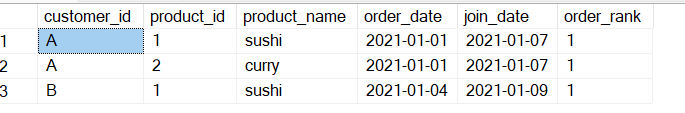 customer_id product_id product_name order_date join_date order_rank
1 A 1 sushi 2021-01-01 2021-01-07 1
2 A 2 curry 2021-01-01 2021-01-07 1
3 B 1 sushi 2021-01-04 2021-01-09 1